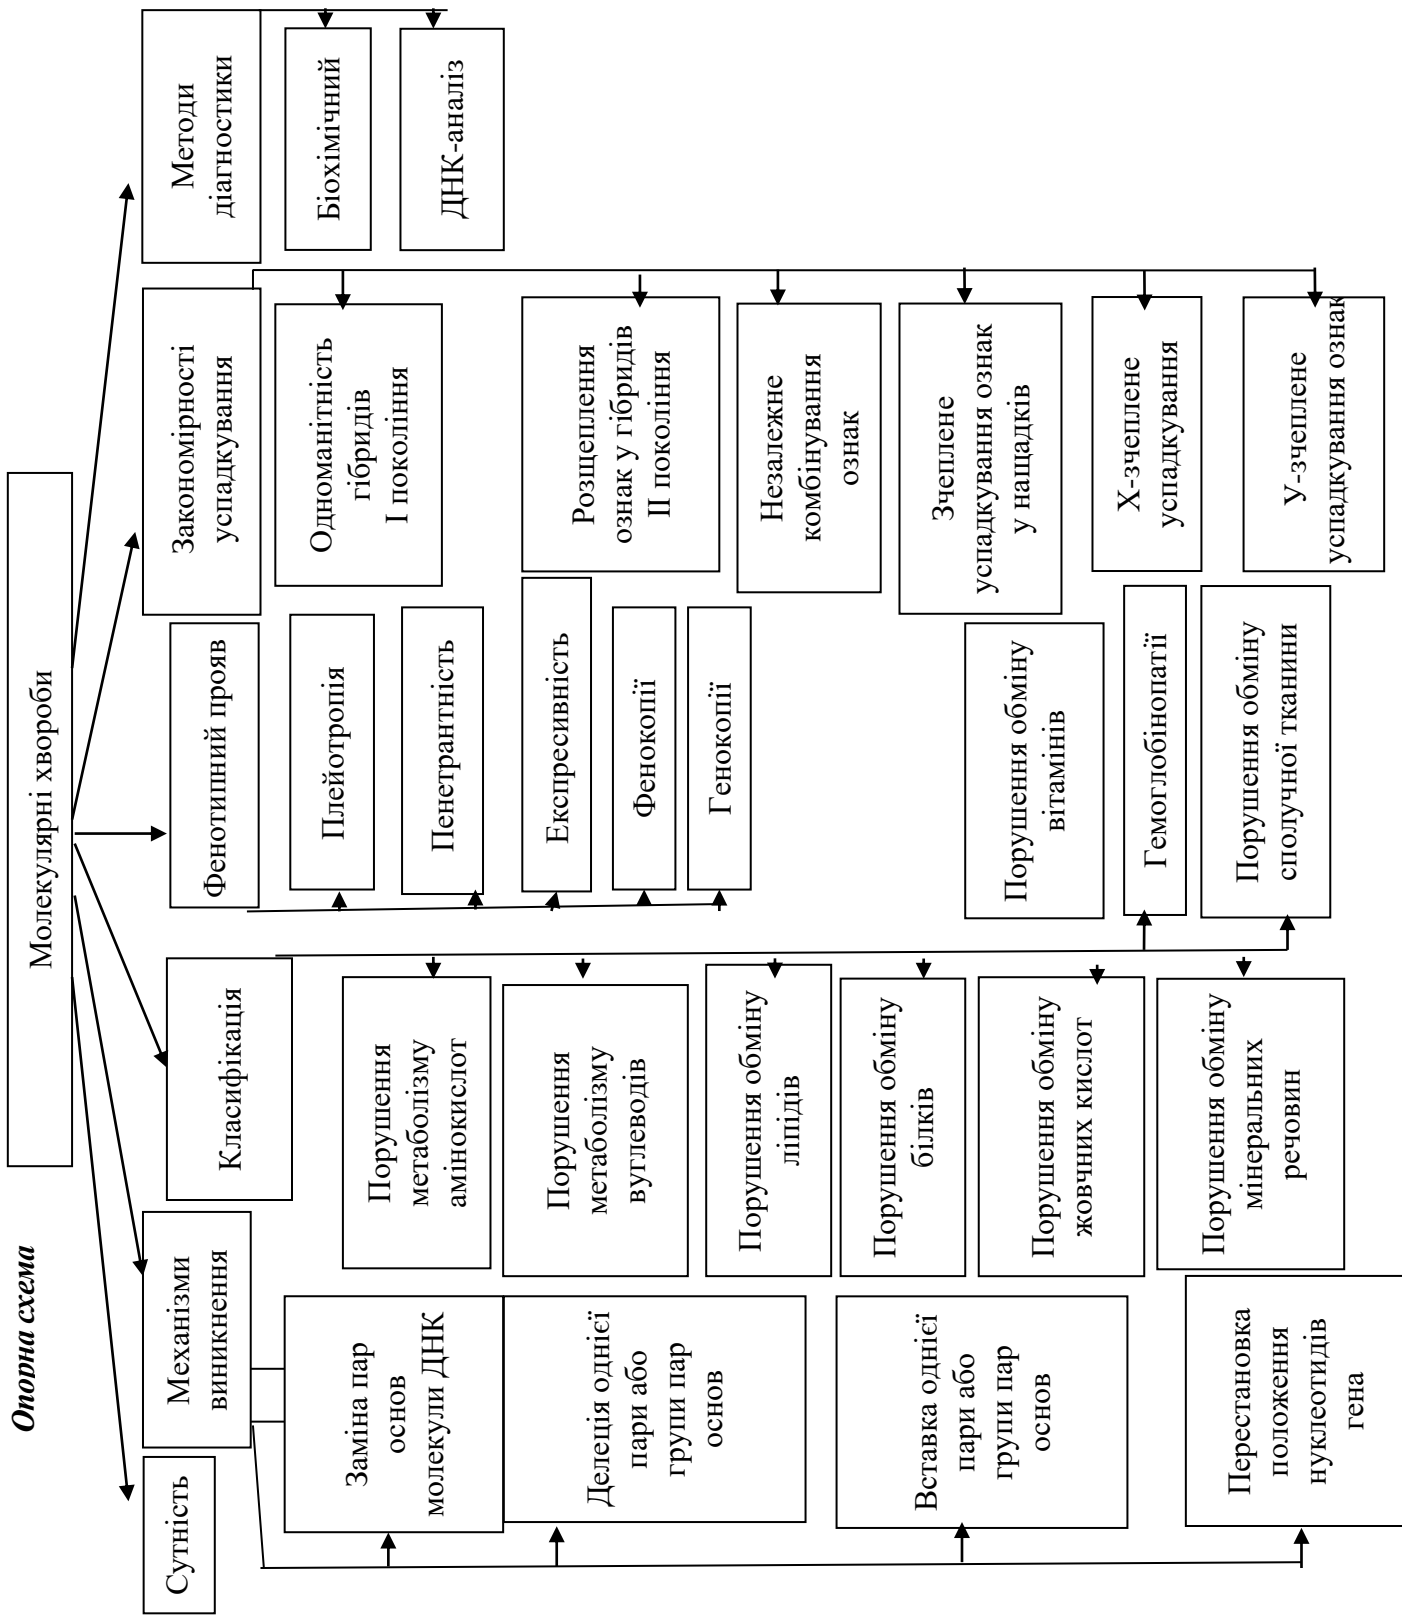 Опорна схема
Молекулярні хвороби
Сутність
Механізми
виникнення
Заміна пар
основ
молекули ДНК
Делеція однієї
пари або
групи пар
основ
Вставка однієї
пари або
групи пар
основ
Перестановка
положення
нуклеотидів
гена
Класифікація
Порушення
метаболізму
амінокислот
Порушення
метаболізму
вуглеводів
Порушення обміну
ліпідів
Порушення обміну
білків
Порушення обміну
жовчних кислот
Порушення обміну
мінеральних
речовин
Порушення обміну
вітамінів
Гемоглобінопатії
Порушення обміну
сполучної тканини
Фенотипний прояв
Плейотропія
Пенетрантність
Експресивність
Фенокопії
Генокопії
Закономірності
успадкування
Одноманітність
гібридів
І покоління
Розщеплення
ознак у гібридів
ІІ покоління
Незалежне
комбінування
ознак
Зчеплене
успадкування ознак
у нащадків
Х-зчеплене
успадкування
У-зчеплене
успадкування ознак
Методи
діагностики
Біохімічний
ДНК-аналіз